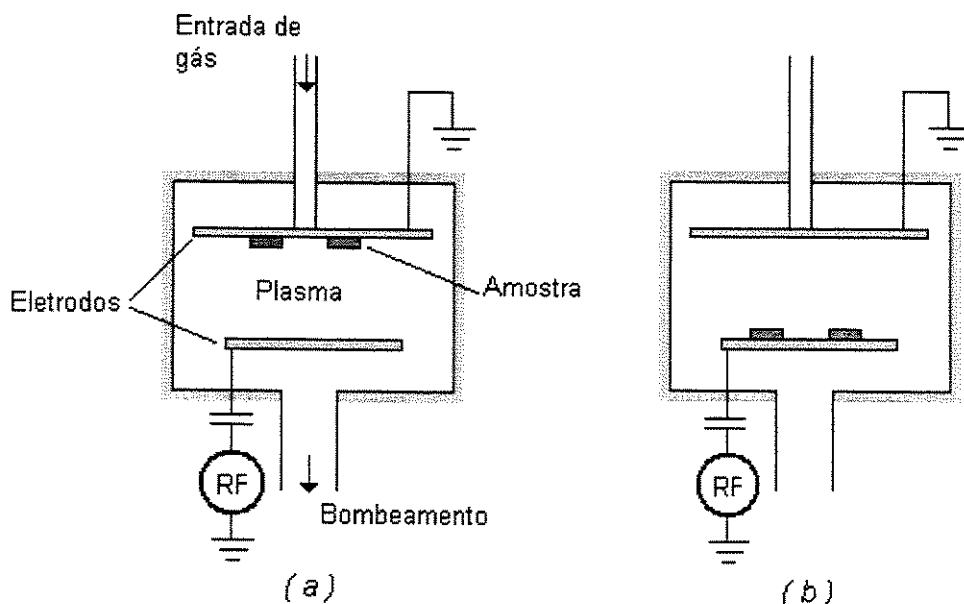 Entrada de
gás
Eletrodos
Plasma
Amostra
RF
Bombeamento
(a)
RF
(b)